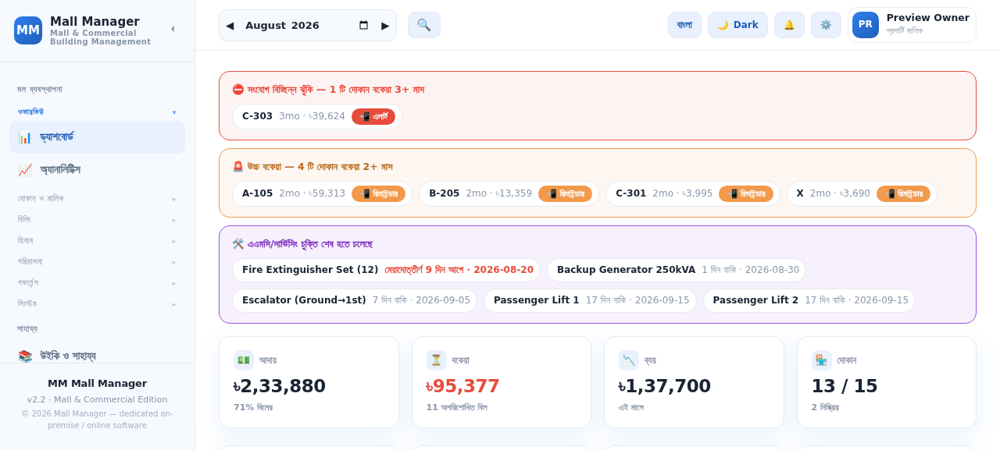 MM
Mall Manager
Mall & Commercial
Building Management
মল ব্যবস্থাপনা
ওভারভিউ
ড্যাশবোর্ড
অ্যানালিটিক্স
দোকান ও মালিক
বিলিং
হিসাব
পরিচালনা
গভর্নেন্স
সিস্টেম
সাহায্য
উইকি ও সাহায্য
MM Mall Manager
v2.2 · Mall & Commercial Edition
© 2026 Mall Manager — dedicated on-
premise / online software
August 2026
বাংলা
Dark
PR
Preview Owner
প্রপার্টি মালিক
সংযোগ বিচ্ছিন্ন ঝুঁকি — 1 টি দোকান বকেয়া 3+ মাস
C-303 3mo · ৳39,624 এলার্ট
উচ্চ বকেয়া — 4 টি দোকান বকেয়া 2+ মাস
A-105 2mo · ৳59,313 রিমাইন্ডার
B-205 2mo · ৳13,359 রিমাইন্ডার
C-301 2mo · ৳3,995 রিমাইন্ডার
X 2mo · ৳3,690 রিমাইন্ডার
এএমসি/সার্ভিসিং চুক্তি শেষ হতে চলেছে
Fire Extinguisher Set (12) মেয়াদোত্তীর্ণ 9 দিন আগে · 2026-08-20
Backup Generator 250kVA 1 দিন বাকি · 2026-08-30
Escalator (Ground→1st) 7 দিন বাকি · 2026-09-05
Passenger Lift 1 17 দিন বাকি · 2026-09-15
Passenger Lift 2 17 দিন বাকি · 2026-09-15
আদায়
৳2,33,880
71% বিলের
বকেয়া
৳95,377
11 অপরিশোধিত বিল
ব্যয়
৳1,37,700
এই মাসে
দোকান
13 / 15
2 নিষ্ক্রিয়